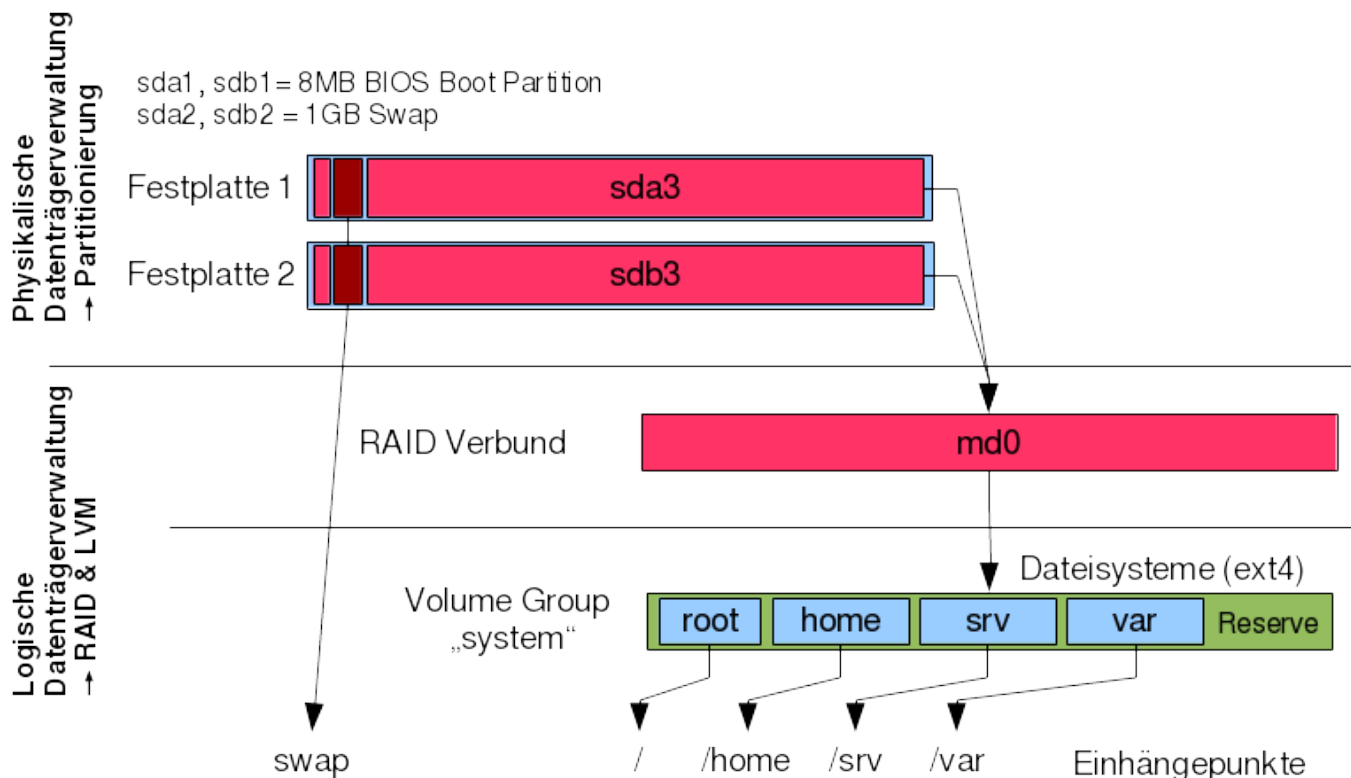 Physikalische
Datenträgerverwaltung
→ Partitionierung
sda1, sdb1= 8MB BIOS Boot Partition
sda2, sdb2 = 1GB Swap
Festplatte 1
sda3
Festplatte 2
sdb3
Logische
Datenträgerverwaltung
→ RAID & LVM
RAID Verbund
md0
Dateisysteme (ext4)
Volume Group
„system“
root
home
srv
var
Reserve
swap
/
/home
/srv
/var
Einhängepunkte